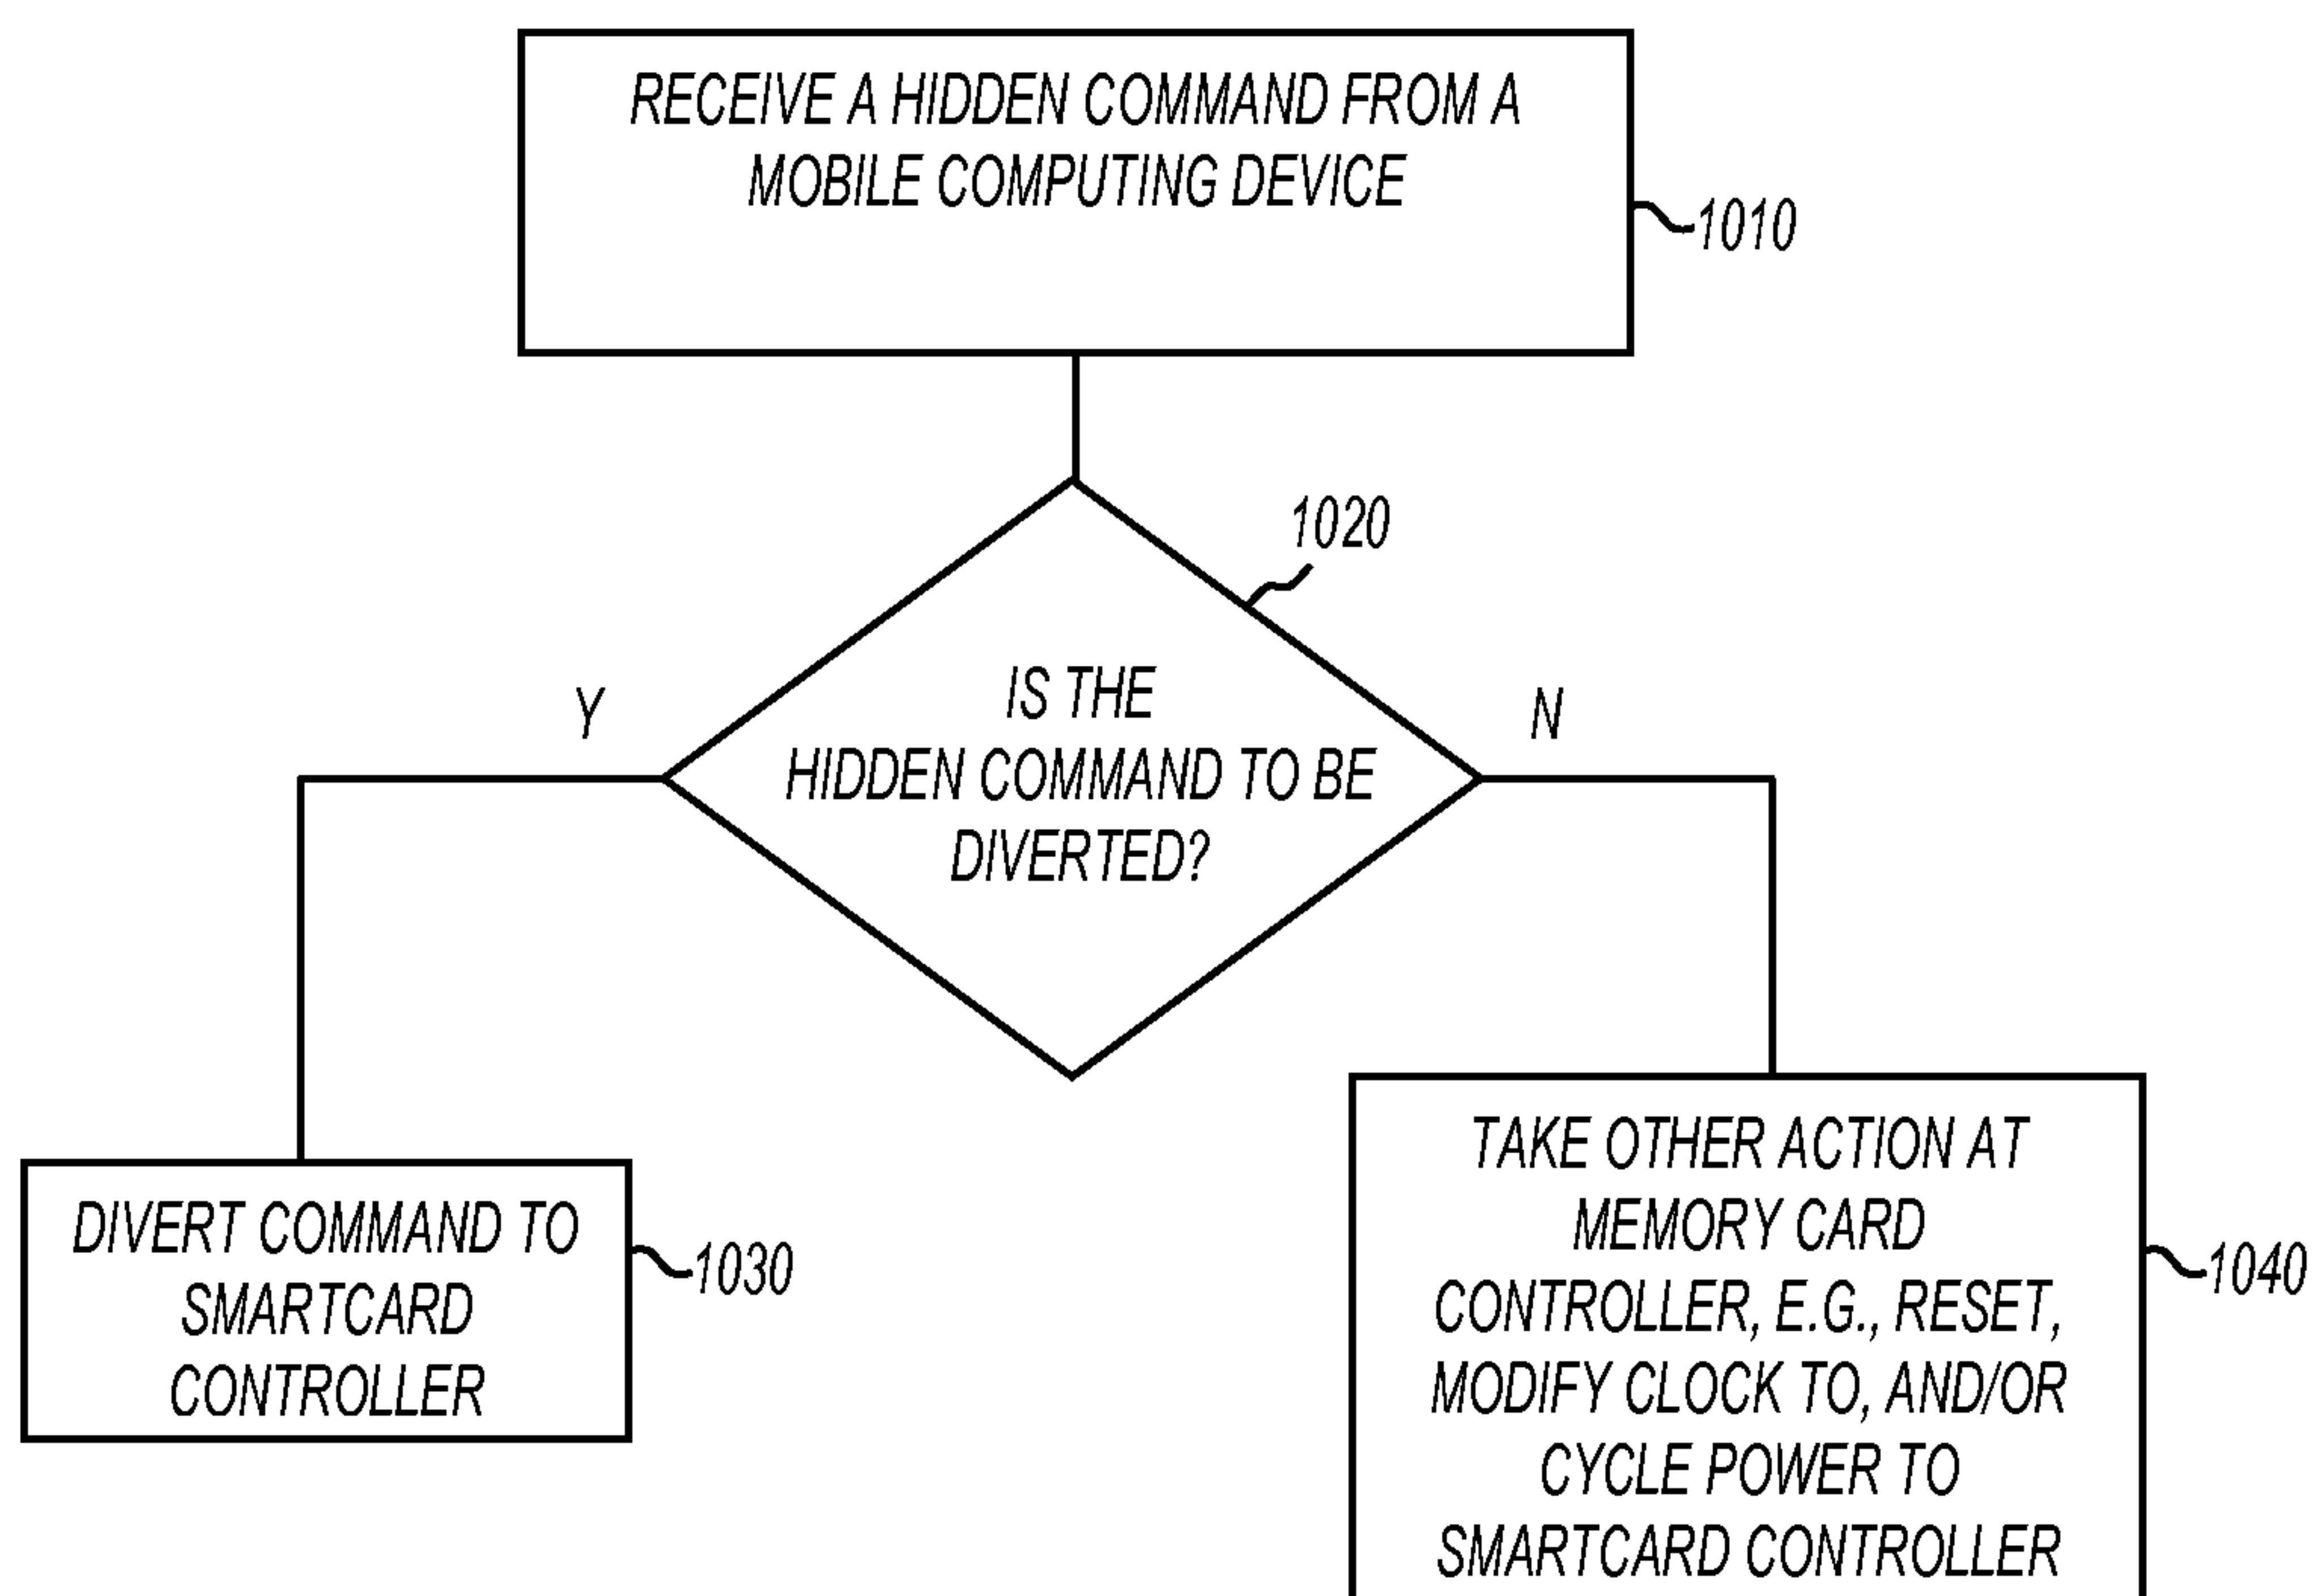 RECEIVE A HIDDEN COMMAND FROM A
MOBILE COMPUTING DEVICE
1010
1020
IS THE
HIDDEN COMMAND TO BE
DIVERTED?
Y
N
DIVERT COMMAND TO
SMARTCARD
CONTROLLER
1030
TAKE OTHER ACTION AT
MEMORY CARD
CONTROLLER, E.G., RESET,
MODIFY CLOCK TO, AND/OR
CYCLE POWER TO
SMARTCARD CONTROLLER
1040